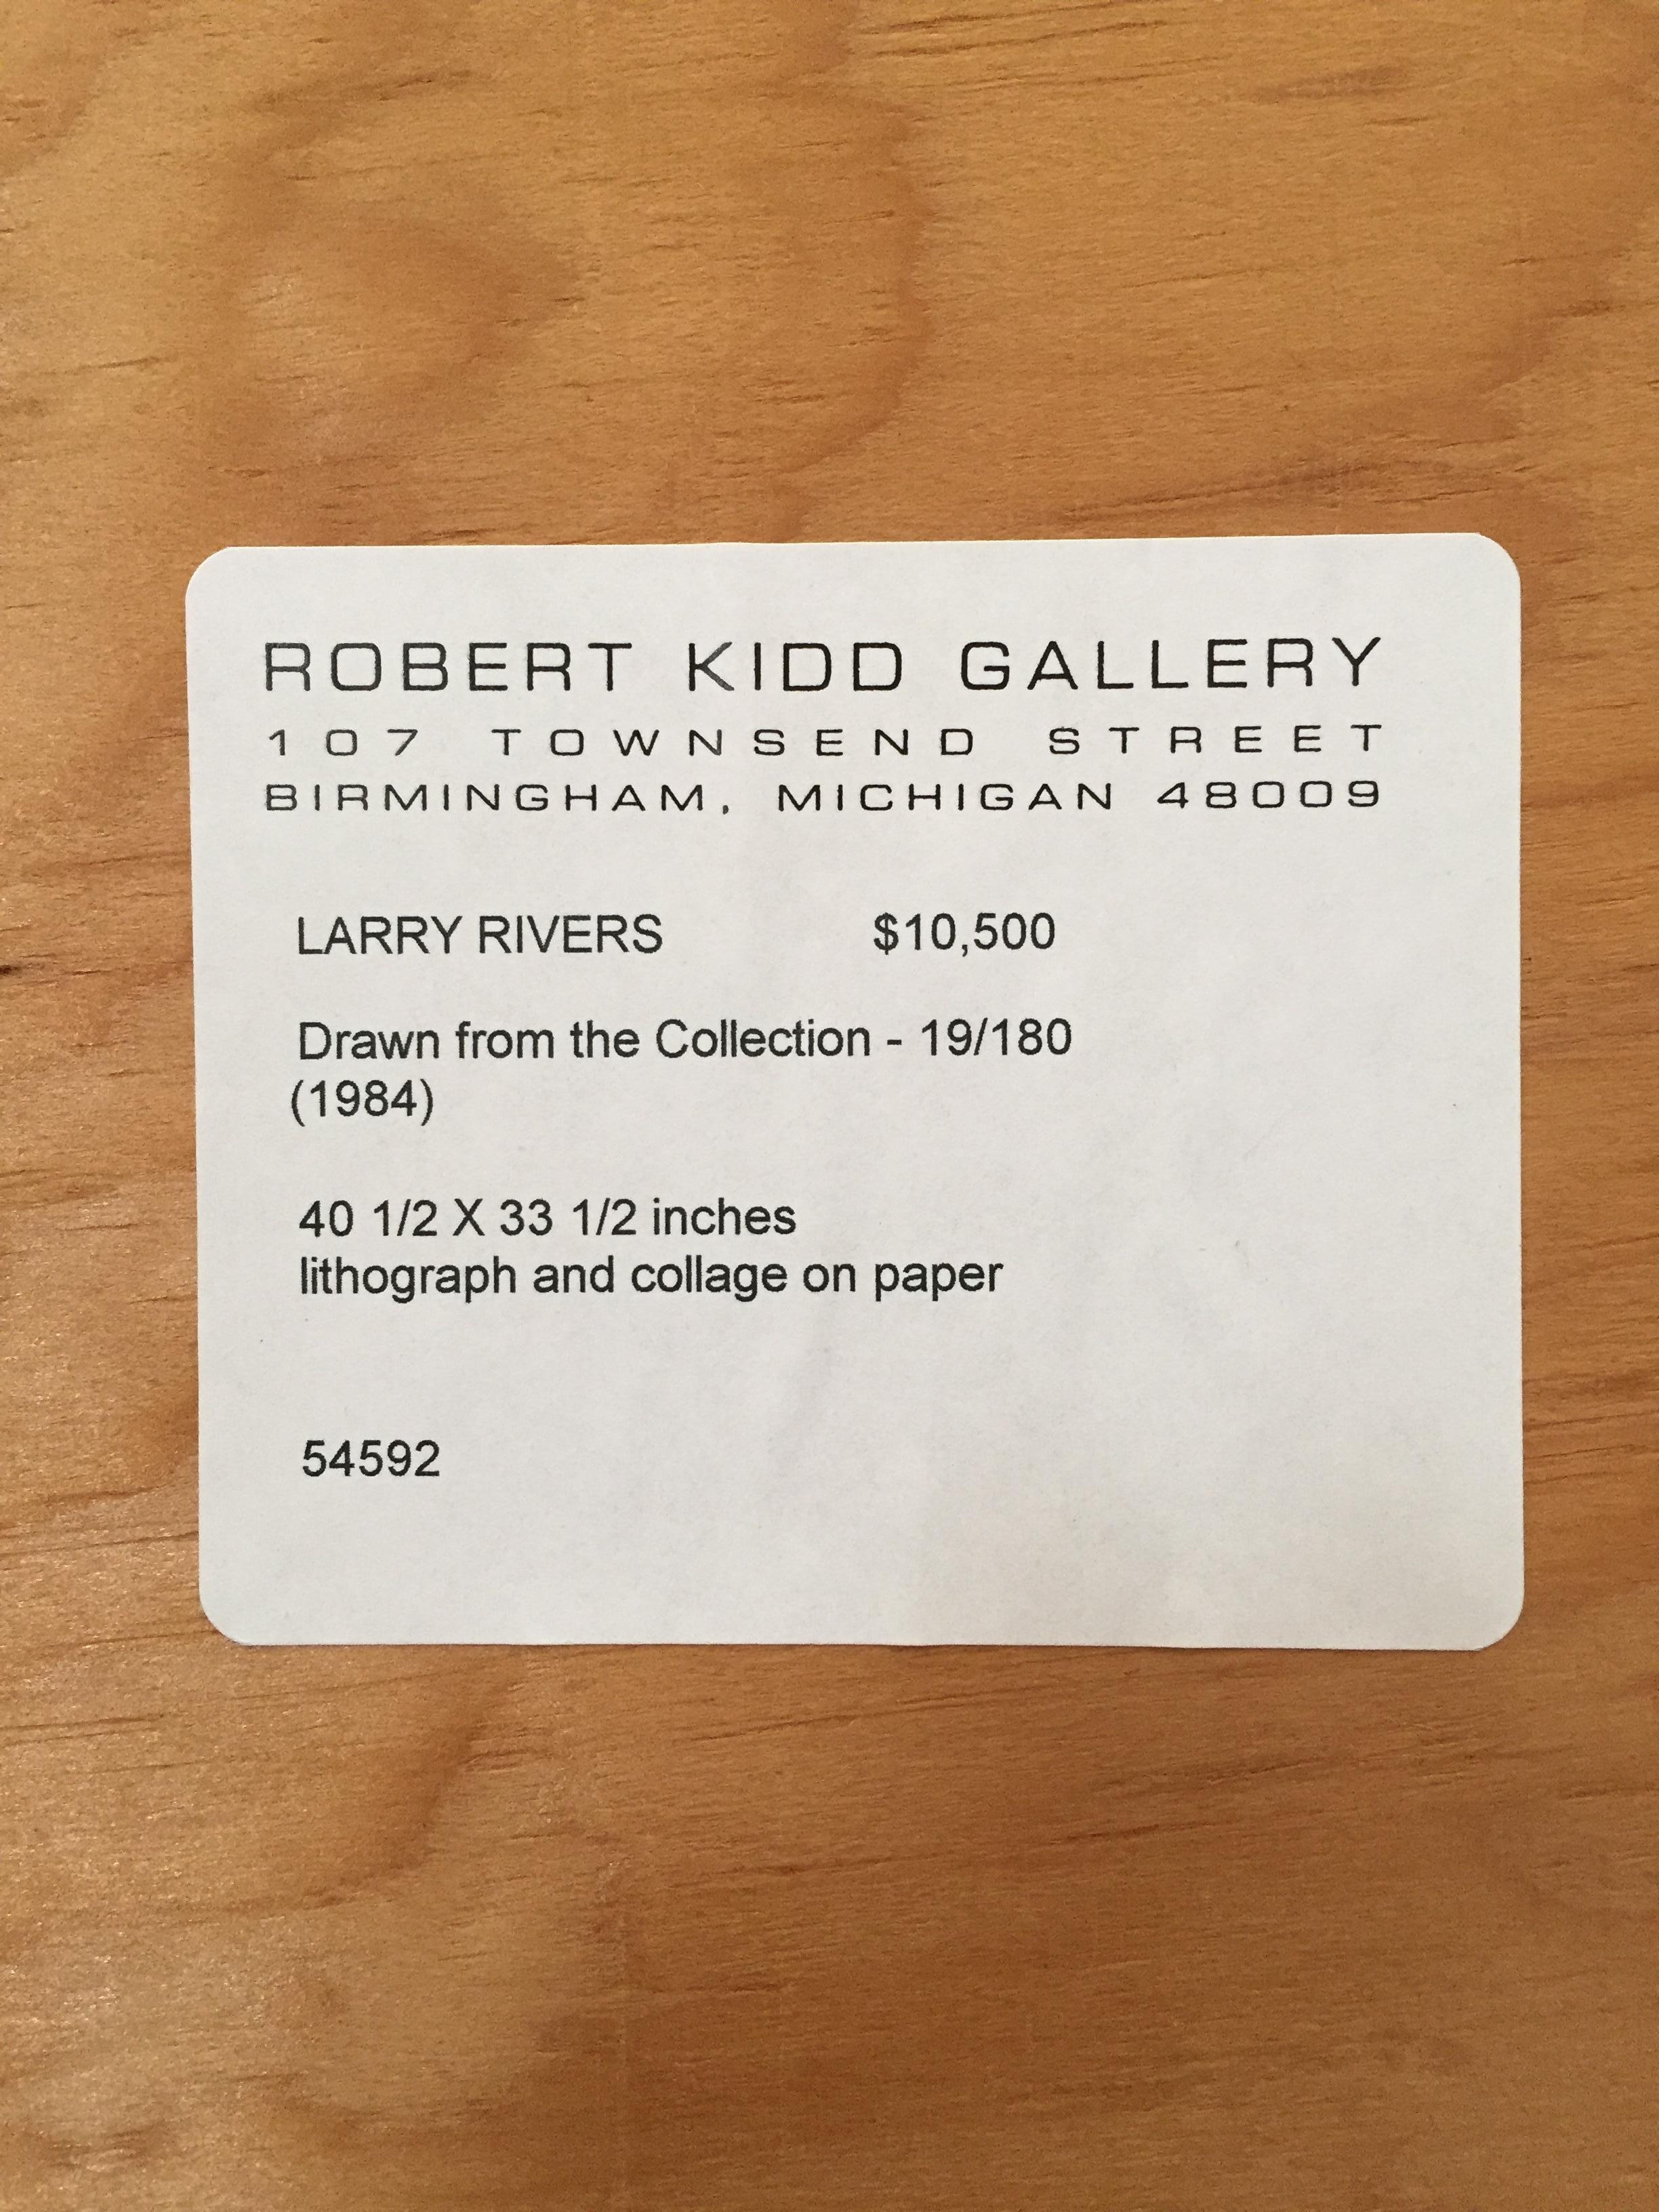 ROBERT KIDD GALLERY
107 TOWNSEND STREET
BIRMINGHAM, MICHIGAN 48009
LARRY RIVERS $10,500
Drawn from the Collection - 19/180
(1984)
40 1/2 X 33 1/2 inches
lithograph and collage on paper
54592